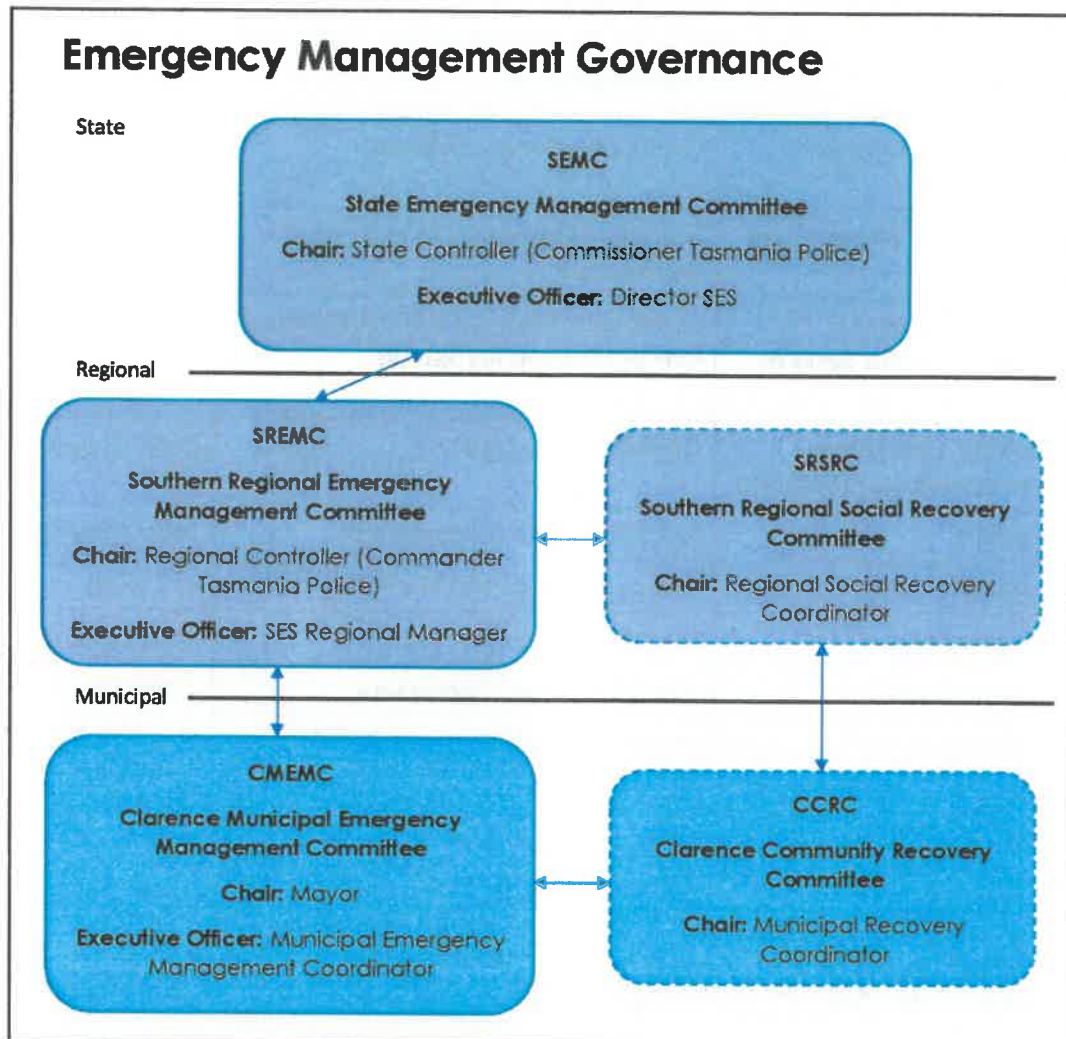 Emergency Management Governance
State
SEMC
State Emergency Management Committee
Chair: State Controller (Commissioner Tasmania Police)
Executive Officer: Director SES
Regional
SREMC
Southern Regional Emergency
Management Committee
Chair: Regional Controller (Commander
Tasmania Police)
Executive Officer: SES Regional Manager
SRSRC
Southern Regional Social Recovery
Committee
Chair: Regional Social Recovery
Coordinator
Municipal
CMEMC
Clarence Municipal Emergency
Management Committee
Chair: Mayor
Executive Officer: Municipal Emergency
Management Coordinator
CCRC
Clarence Community Recovery
Committee
Chair: Municipal Recovery
Coordinator